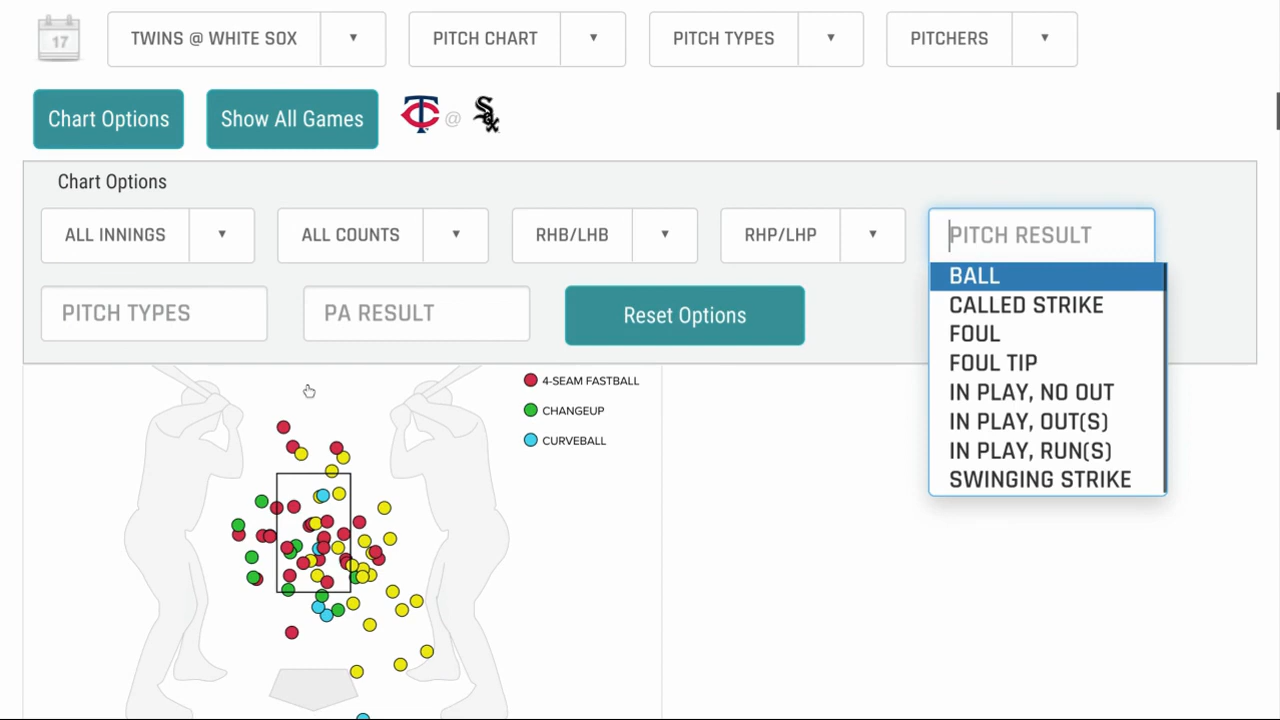 17
TWINS @ WHITE SOX
PITCH CHART
PITCH TYPES
PITCHERS
Chart Options
Show All Games
@
Sox
Chart Options
ALL INNINGS
ALL COUNTS
RHB/LHB
RHP/LHP
PITCH RESULT
BALL
CALLED STRIKE
FOUL
FOUL TIP
IN PLAY, NO OUT
IN PLAY, OUT(S)
IN PLAY, RUN(S)
SWINGING STRIKE
PITCH TYPES
PA RESULT
Reset Options
4-SEAM FASTBALL
CHANGEUP
CURVEBALL